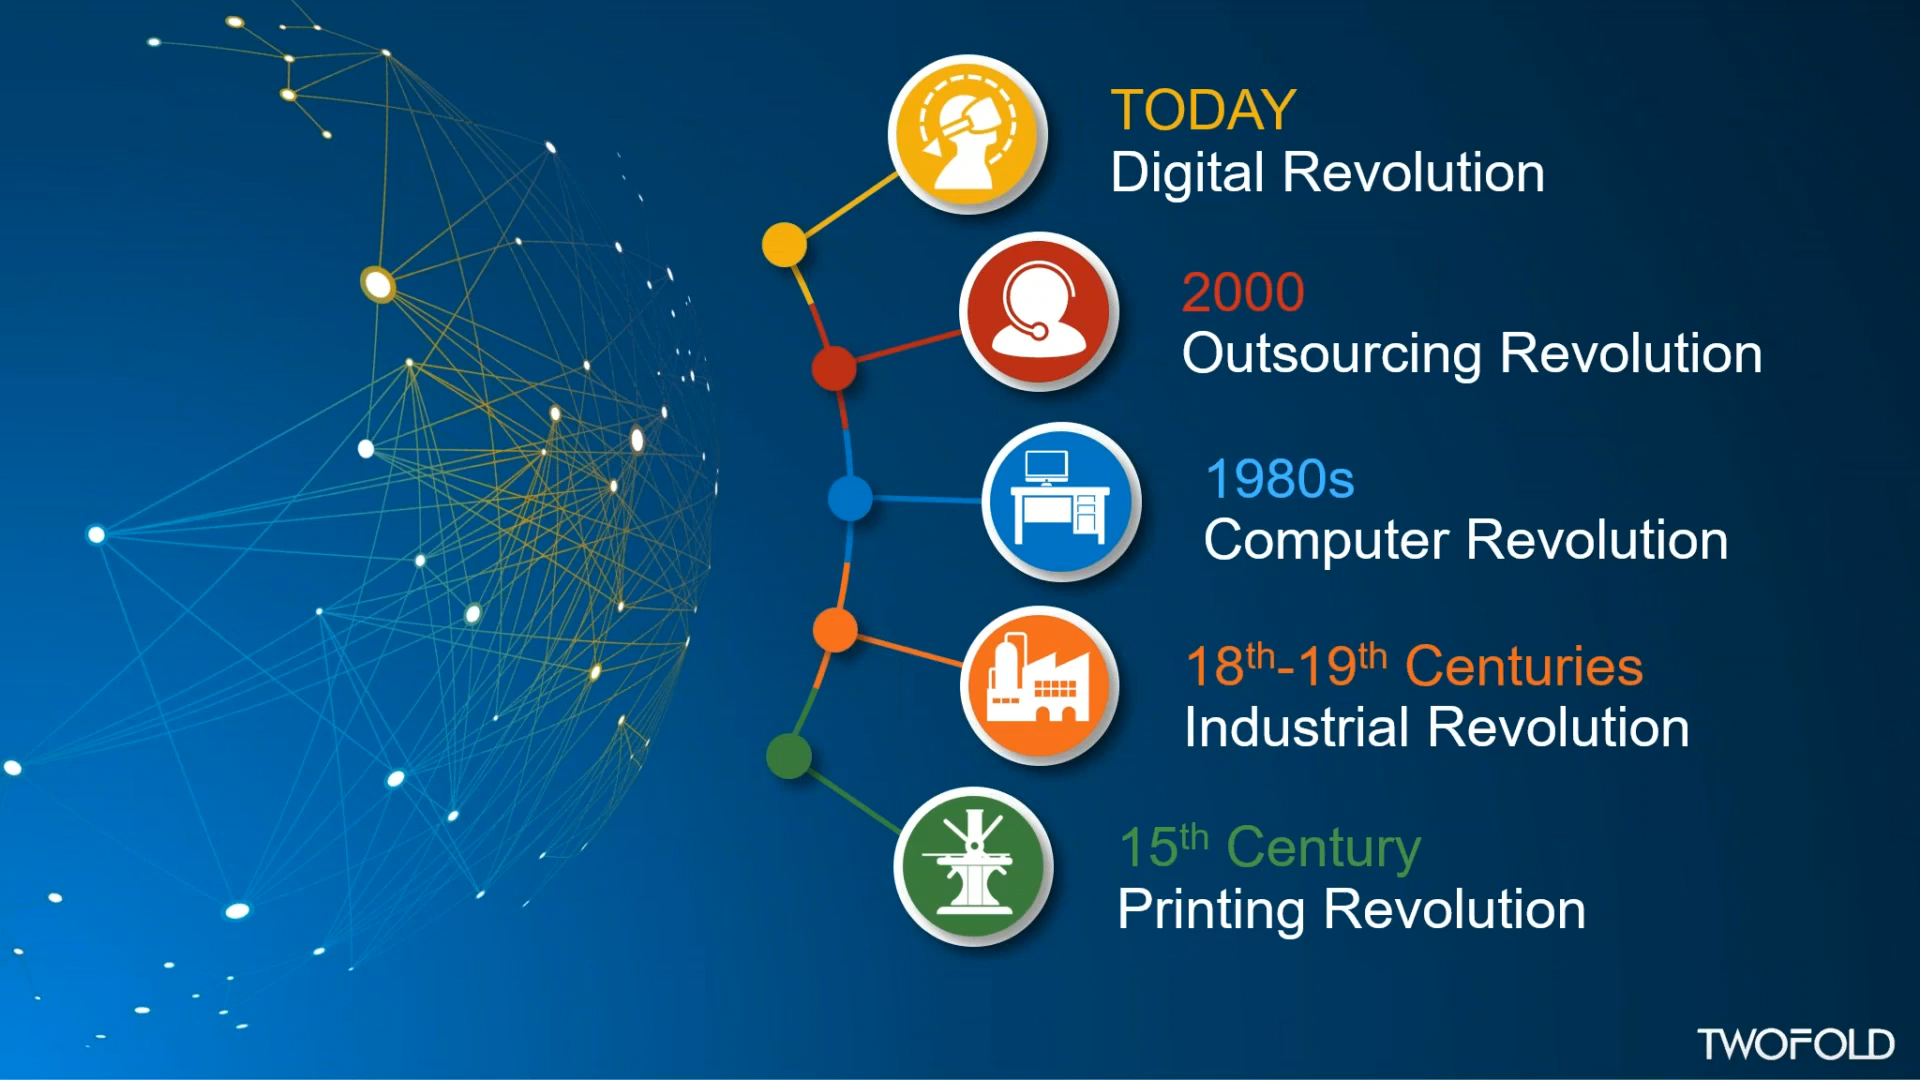 TODAY
Digital Revolution
2000
Outsourcing Revolution
1980s
Computer Revolution
18th-19th Centuries
Industrial Revolution
15th Century
Printing Revolution
TWOFOLD